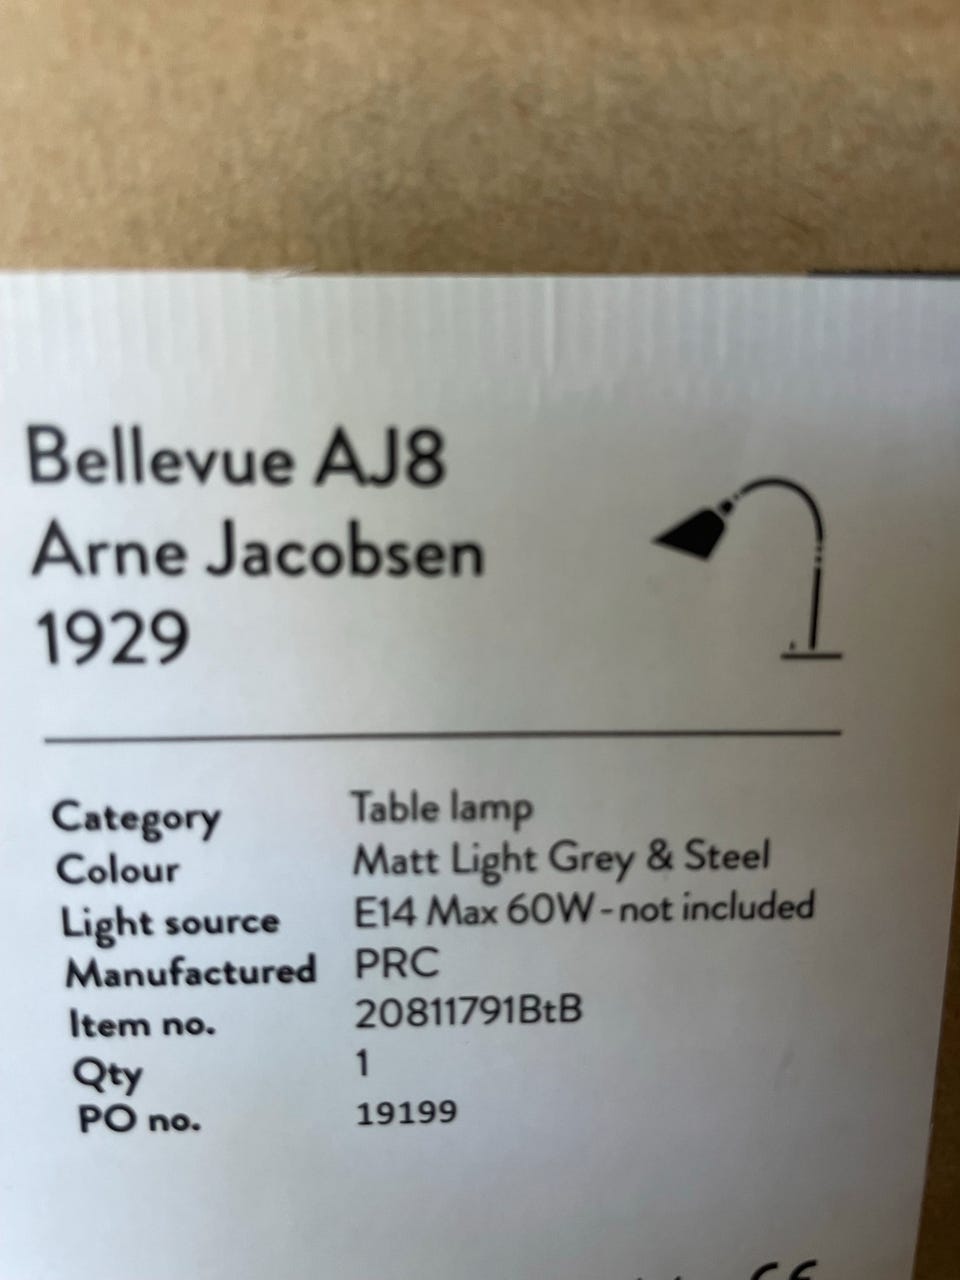 Bellevue AJ8
Arne Jacobsen
1929
Category Table lamp
Colour Matt Light Grey & Steel
Light source E14 Max 60W - not included
Manufactured PRC
Item no. 20811791BtB
Qty 1
PO no. 19199